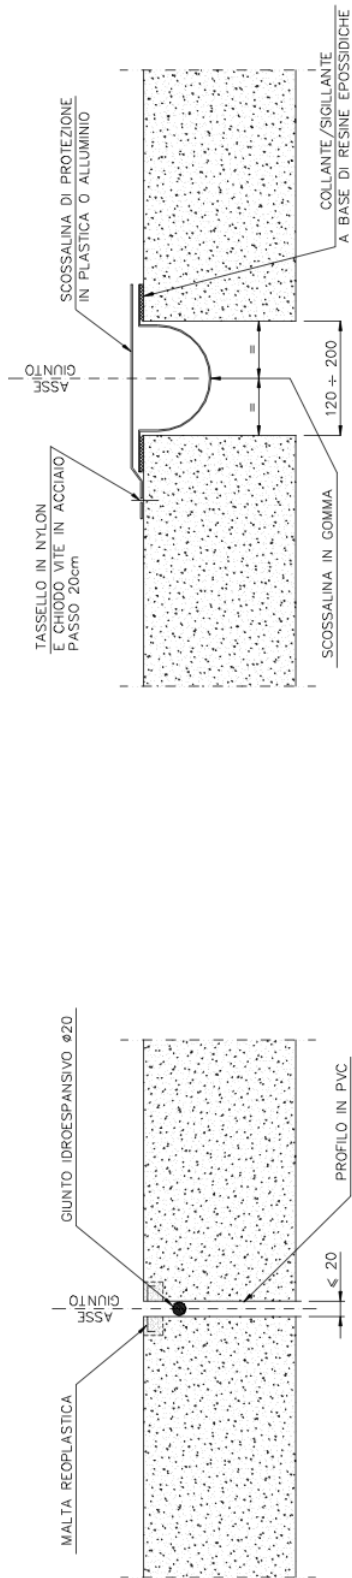 MALTA REOPLASTICA
ASSE
GIUNTO
GIUNTO IDROESPANSIVO ø20
PROFILO IN PVC
⩽ 20
TASSELLO IN NYLON
E CHIODO VITE IN ACCIAIO
PASSO 20cm
ASSE
GIUNTO
SCOSSALINA DI PROTEZIONE
IN PLASTICA O ALLUMINIO
=
=
120 ÷ 200
SCOSSALINA IN GOMMA
COLLANTE/SIGILLANTE
A BASE DI RESINE EPOSSIDICHE